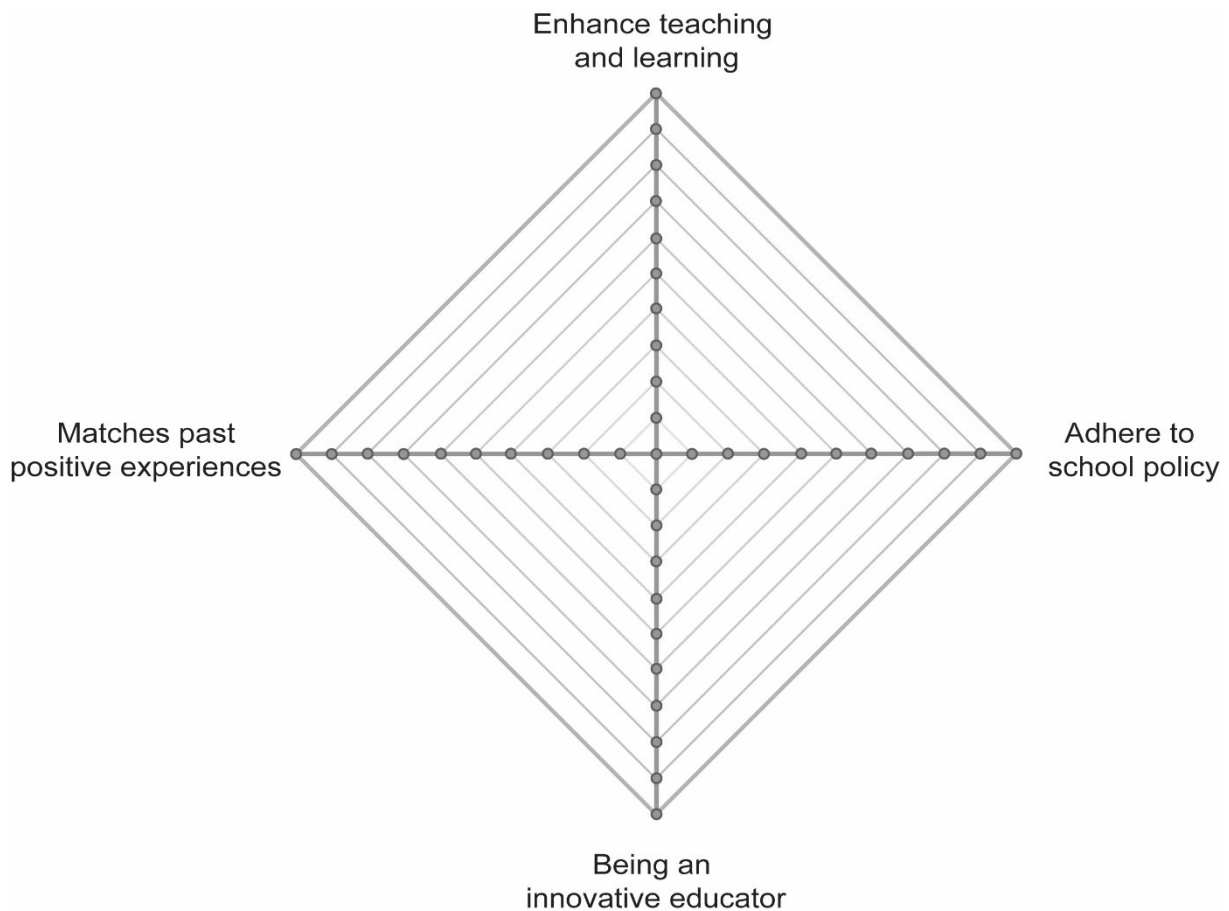 Enhance teaching
and learning
Matches past
positive experiences
Adhere to
school policy
Being an
innovative educator